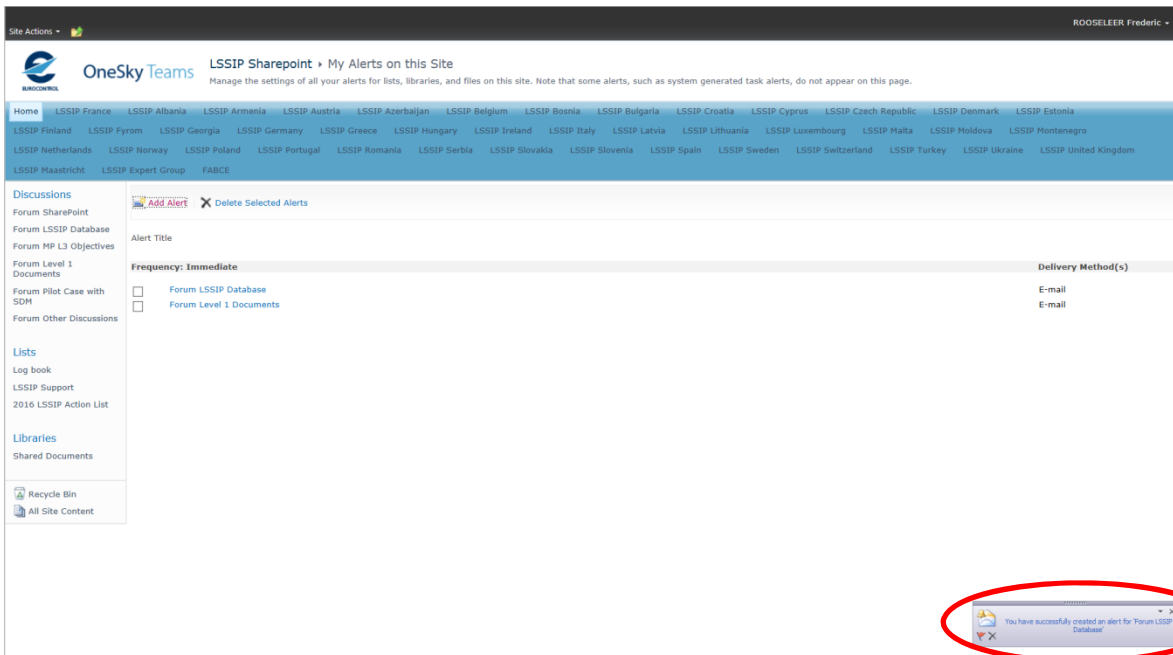 ROOSELEER Frederic
Site Actions
EUROCONTROL
OneSky Teams
LSSIP Sharepoint › My Alerts on this Site
Manage the settings of all your alerts for lists, libraries, and files on this site. Note that some alerts, such as system generated task alerts, do not appear on this page.
Home LSSIP France LSSIP Albania LSSIP Armenia LSSIP Austria LSSIP Azerbaijan LSSIP Belgium LSSIP Bosnia LSSIP Bulgaria LSSIP Croatia LSSIP Cyprus LSSIP Czech Republic LSSIP Denmark LSSIP Estonia
LSSIP Finland LSSIP Fyrom LSSIP Georgia LSSIP Germany LSSIP Greece LSSIP Hungary LSSIP Ireland LSSIP Italy LSSIP Latvia LSSIP Lithuania LSSIP Luxembourg LSSIP Malta LSSIP Moldova LSSIP Montenegro
LSSIP Netherlands LSSIP Norway LSSIP Poland LSSIP Portugal LSSIP Romania LSSIP Serbia LSSIP Slovakia LSSIP Slovenia LSSIP Spain LSSIP Sweden LSSIP Switzerland LSSIP Turkey LSSIP Ukraine LSSIP United Kingdom
LSSIP Maastricht LSSIP Expert Group FABCE
Discussions
Forum SharePoint
Forum LSSIP Database
Forum MP L3 Objectives
Forum Level 1
Documents
Forum Pilot Case with
SDM
Forum Other Discussions
Lists
Log book
LSSIP Support
2016 LSSIP Action List
Libraries
Shared Documents
Recycle Bin
All Site Content
Add Alert Delete Selected Alerts
Alert Title
Frequency: Immediate Delivery Method(s)
Forum LSSIP Database E-mail
Forum Level 1 Documents E-mail
You have successfully created an alert for 'Forum LSSIP
Database'